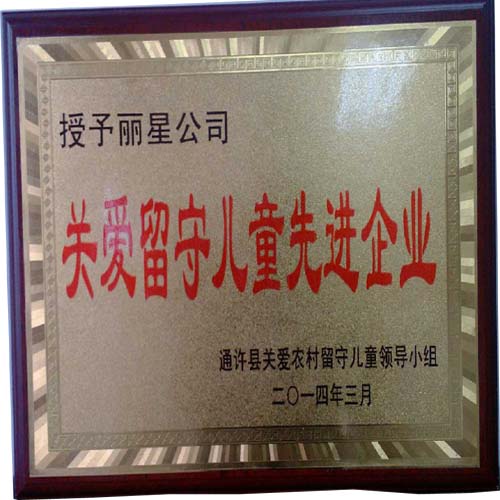 授予丽星公司
关爱留守儿童先进企业
通许县关爱农村留守儿童领导小组
二〇一四年三月